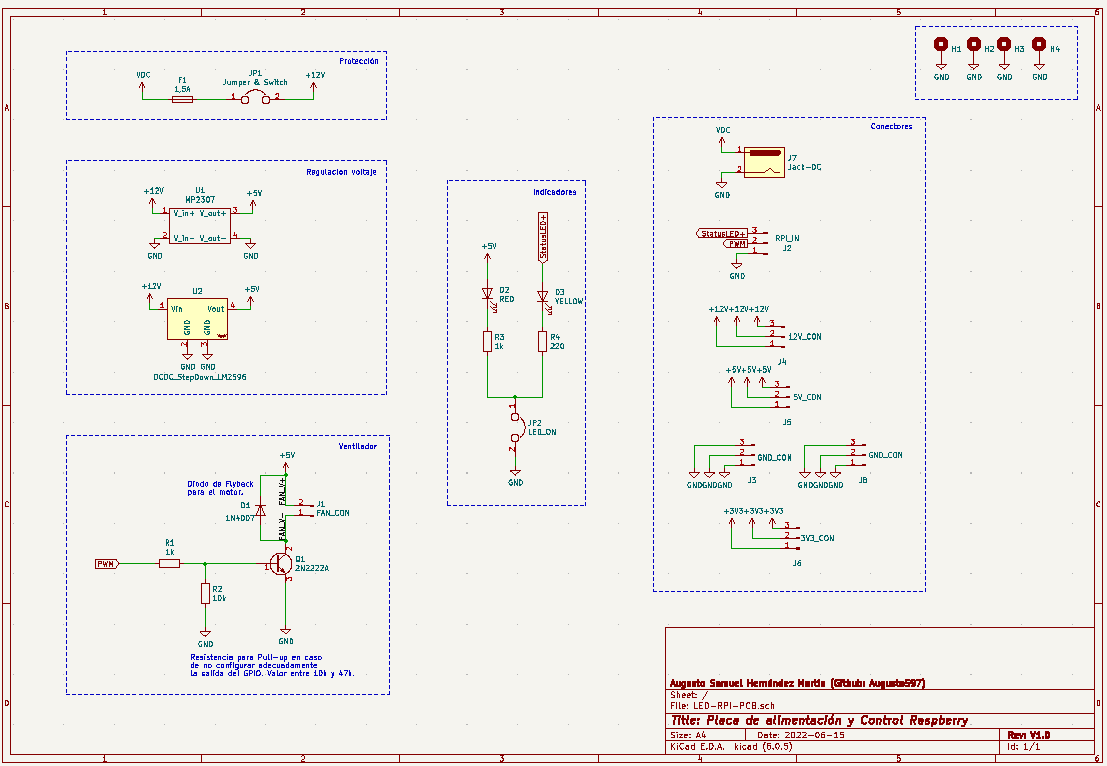 1 2 3 4 5 6
A
B
C
D
Protección
VDC
F1
1,5A
JP1
Jumper & Switch
1 2
+12V
H1 H2 H3 H4
GND GND GND GND
Regulacion voltaje
+12V
U1
MP2307
+5V
1 V_in+ V_out+ 3
2 V_in- V_out- 4
GND GND
+12V
U2
+5V
1 Vin Vout 4
GND GND
2 3
GND GND
DCDC_StepDown_LM2596
Indicadores
StatusLED+
+5V
D2
RED
D3
YELLOW
R3
1k
R4
220
1
JP2
LED_ON
2
GND
Conectores
VDC
1
2
J7
Jact-DC
GND
StatusLED+ 3
PWM 2
1
RPI_IN
J2
GND
+12V+12V+12V
3
2
1
12V_CON
J4
+5V+5V+5V
3
2
1
5V_CON
J5
3
2
1
GND_CON
J3
GNDGNDGND
3
2
1
GND_CON
J8
GNDGNDGND
+3V3+3V3+3V3
3
2
1
3V3_CON
J6
Ventilador
+5V
Diodo de Flyback
para el motor.
D1
1N4007
FAN_V+
FAN_V-
2
1
J1
FAN_CON
PWM
R1
1k
R2
10k
GND
1
2
3
Q1
2N2222A
GND
Resistencia para Pull-up en caso
de no configurar adecuadamente
la salida del GPIO. Valor entre 10k y 47k.
Augusto Samuel Hernández Martín (Github: Augusto597)
Sheet: /
File: LED-RPI-PCB.sch
Title: Placa de alimentación y Control Raspberry
Size: A4 Date: 2022-06-15 Rev: V1.0
KiCad E.D.A. kicad (6.0.5) Id: 1/1
1 2 3 4 5 6
A
B
C
D